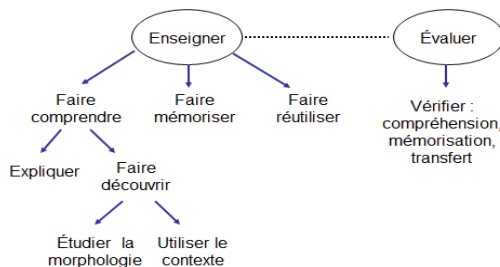 Enseigner
Évaluer
Faire
comprendre
Faire
mémoriser
Faire
réutiliser
Vérifier :
compréhension,
mémorisation,
transfert
Expliquer
Faire
découvrir
Étudier la
morphologie
Utiliser le
contexte